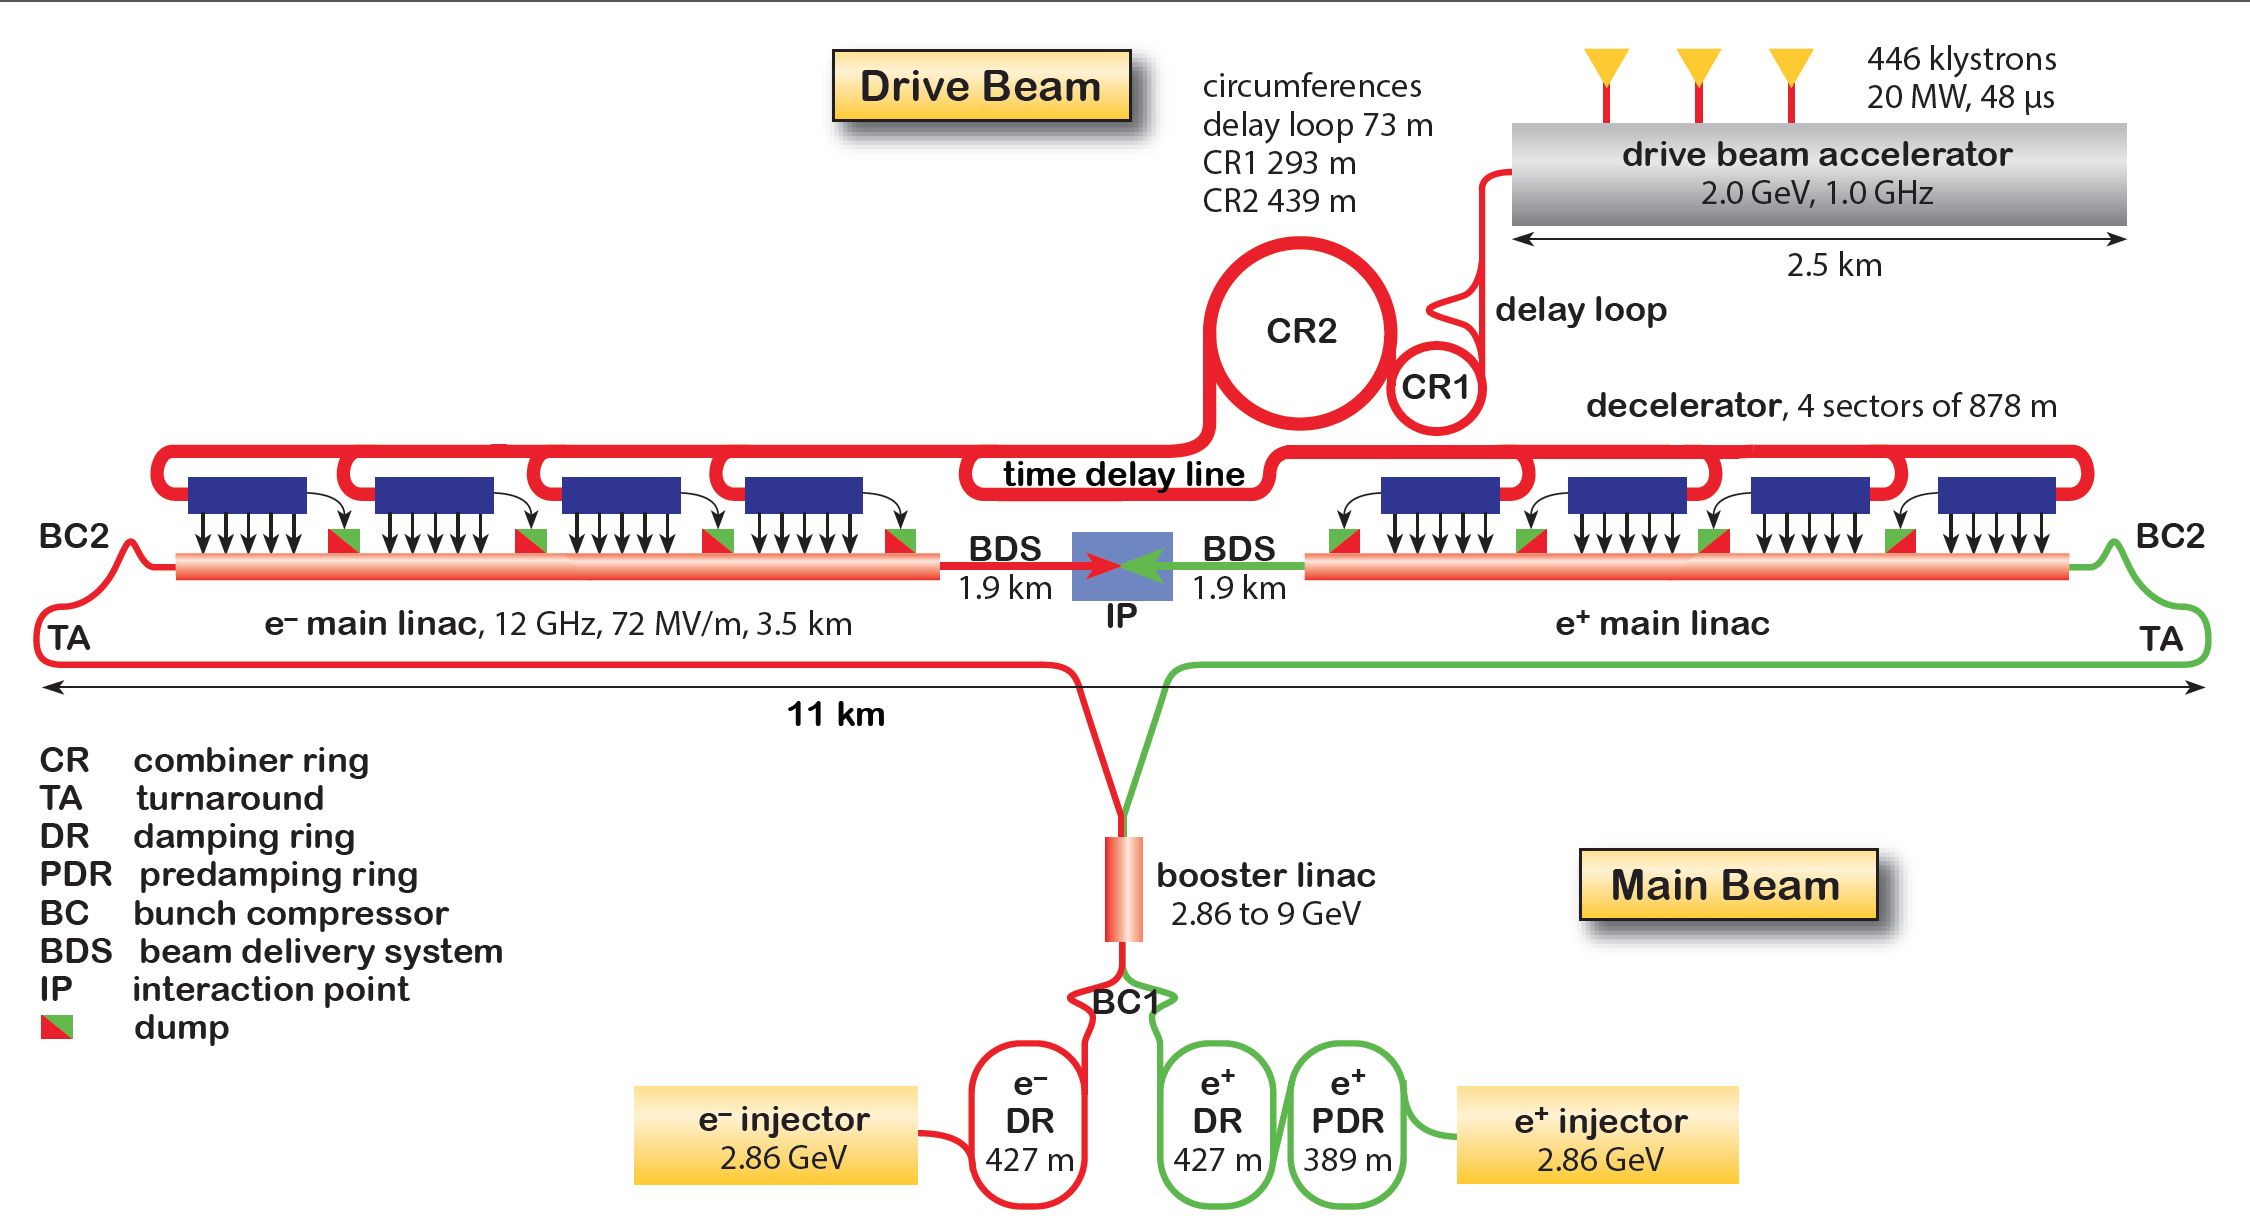 Drive Beam
circumferences
delay loop 73 m
CR1 293 m
CR2 439 m
446 klystrons
20 MW, 48 µs
drive beam accelerator
2.0 GeV, 1.0 GHz
2.5 km
delay loop
CR2
CR1
decelerator, 4 sectors of 878 m
time delay line
BC2
BDS
1.9 km
IP
BDS
1.9 km
BC2
TA
e– main linac, 12 GHz, 72 MV/m, 3.5 km
e+ main linac
TA
11 km
CR combiner ring
TA turnaround
DR damping ring
PDR predamping ring
BC bunch compressor
BDS beam delivery system
IP interaction point
dump
booster linac
2.86 to 9 GeV
Main Beam
BC1
e– injector
2.86 GeV
e–
DR
427 m
e+
DR
427 m
e+
PDR
389 m
e+ injector
2.86 GeV